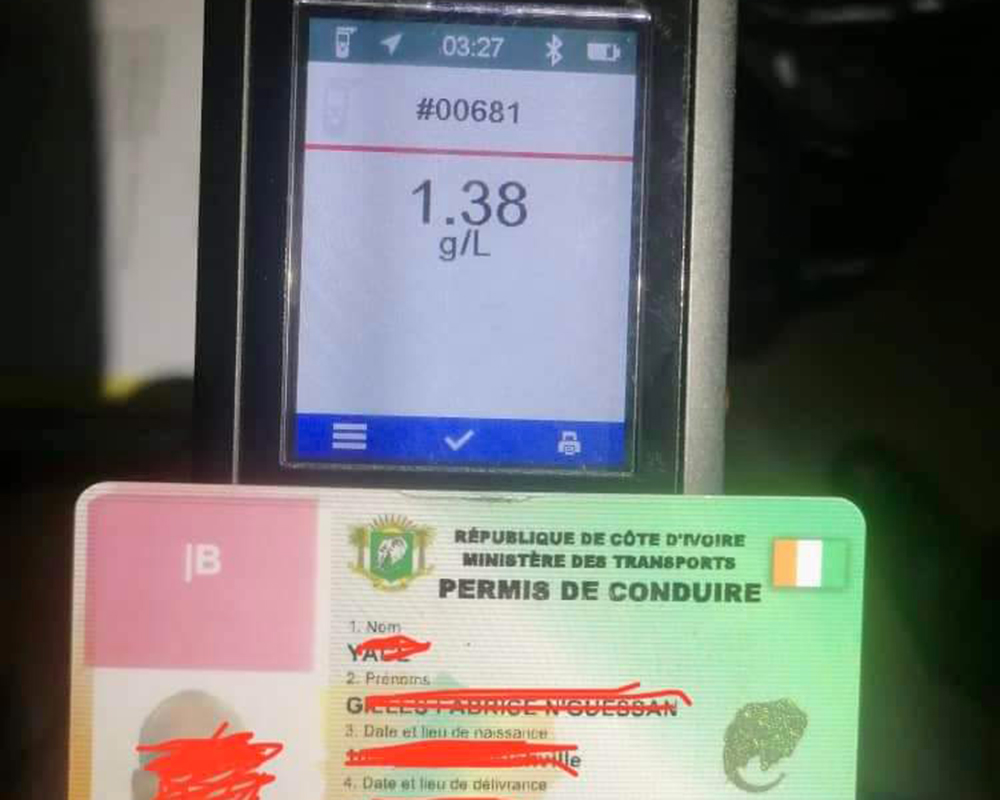 03:27
#00681
1.38
g/L
|B
RÉPUBLIQUE DE CÔTE D'IVOIRE
MINISTÈRE DES TRANSPORTS
PERMIS DE CONDUIRE
1. Nom
2. Prénoms
3. Date et lieu de naissance
4. Date et lieu de délivrance